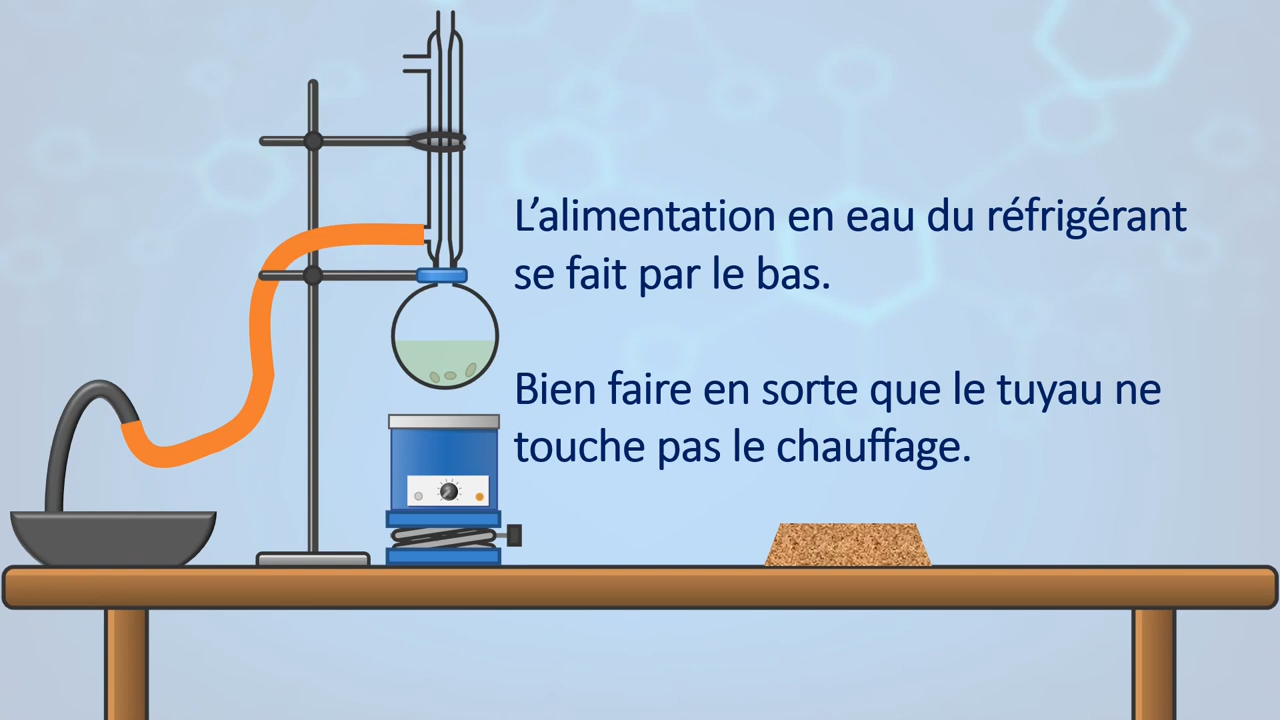 L’alimentation en eau du réfrigérant
se fait par le bas.
Bien faire en sorte que le tuyau ne
touche pas le chauffage.